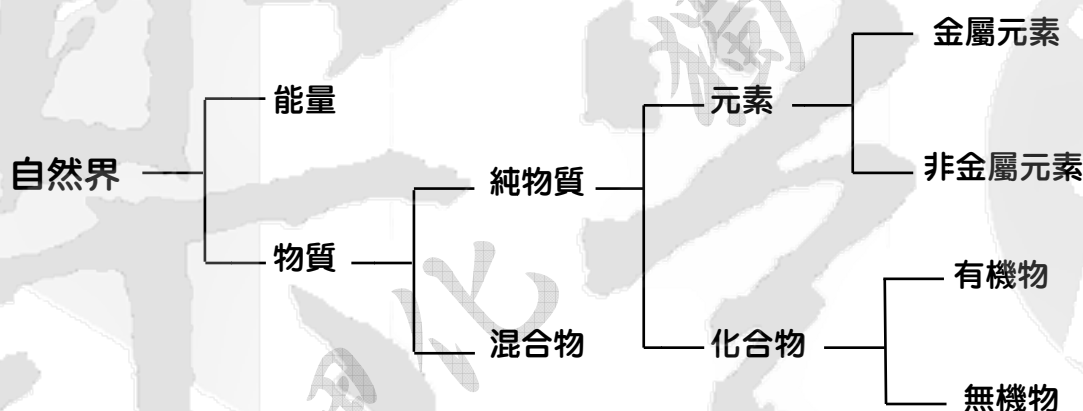 金屬元素
能量
元素
自然界
純物質
非金屬元素
物質
有機物
混合物
化合物
無機物